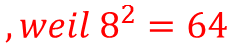 , weil 8² = 64